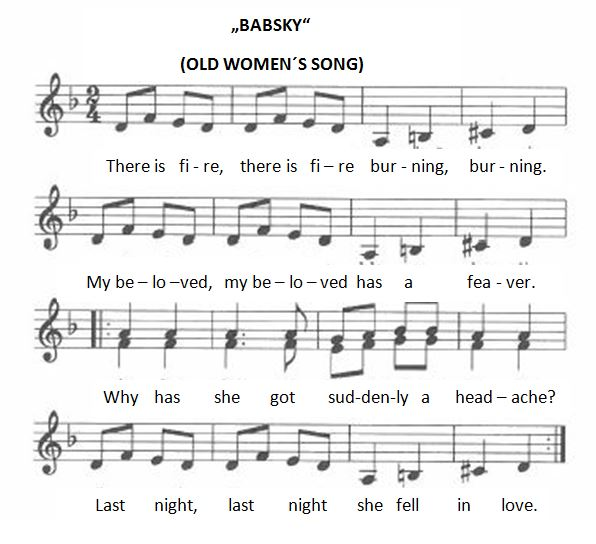 „BABSKY“
(OLD WOMEN´S SONG)
2
4
There is fi - re, there is fi – re bur - ning, bur - ning.
My be – lo –ved, my be – lo – ved has a fea - ver.
Why has she got sud-den-ly a head – ache?
Last night, last night she fell in love.